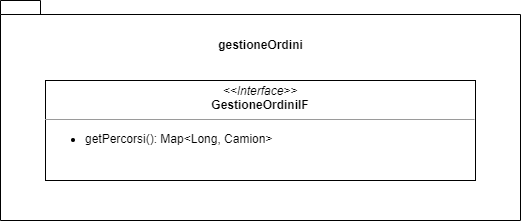 gestioneOrdini
<<Interface>>
GestioneOrdiniIF
• getPercorsi(): Map<Long, Camion>